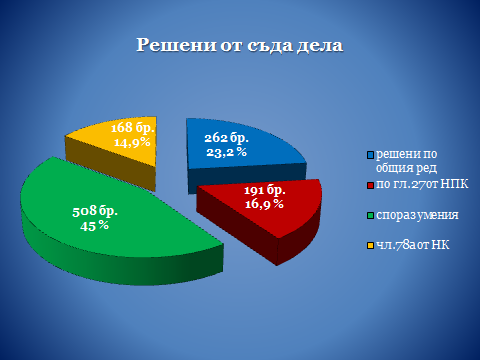 Решени от съда дела
168 бр.
14,9%
262 бр.
23,2 %
191 бр.
16,9 %
508 бр.
45 %
решени по
общия ред
по гл.27от НПК
споразумения
чл.78а от НК